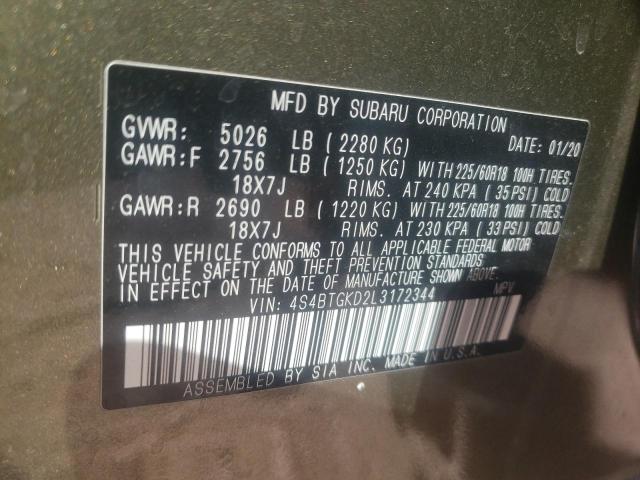 MFD BY SUBARU CORPORATION
GVWR: 5026 LB (2280 KG) DATE: 01/20
GAWR:F 2756 LB (1250 KG) WITH 225/60R18 100H TIRES.
18X7J RIMS. AT 240 KPA (35 PSI) COLD
GAWR:R 2690 LB (1220 KG) WITH 225/60R18 100H TIRES.
18X7J RIMS. AT 230 KPA (33 PSI) COLD
THIS VEHICLE CONFORMS TO ALL APPLICABLE FEDERAL MOTOR
VEHICLE SAFETY AND THEFT PREVENTION STANDARDS
IN EFFECT ON DATE OF MANUFACTURE SHOWN ABOVE.
VIN: 4S4BTGKD2L3172344 MPV
ASSEMBLED BY SIA INC. MADE IN U.S.A.